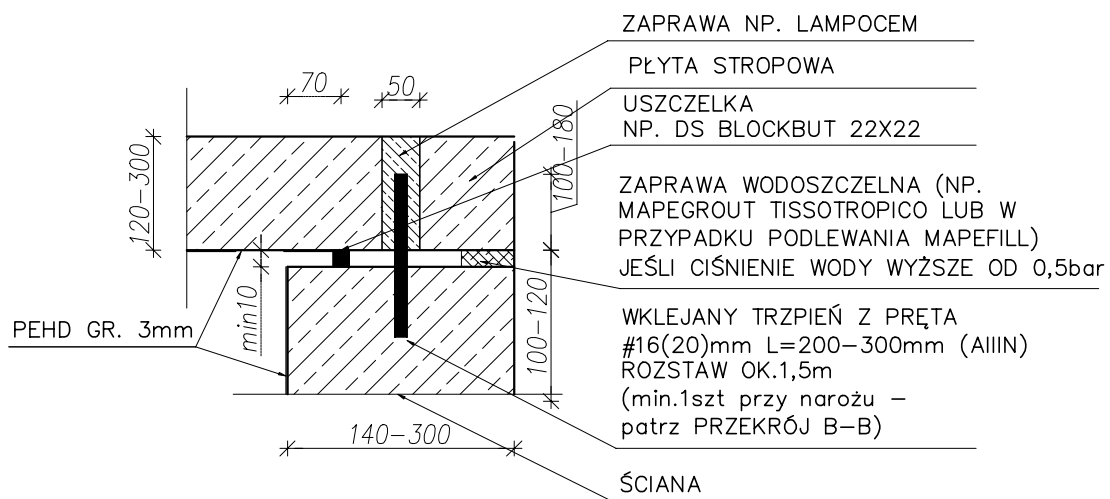 ZAPRAWA NP. LAMPOCEM
PŁYTA STROPOWA
USZCZELKA
NP. DS BLOCKBUT 22X22
ZAPRAWA WODOSZCZELNA (NP.
MAPEGROUT TISSOTROPICO LUB W
PRZYPADKU PODLEWANIA MAPEFILL)
JEŚLI CIŚNIENIE WODY WYŻSZE OD 0,5bar
WKLEJANY TRZPIEŃ Z PRĘTA
#16(20)mm L=200-300mm (AIIIN)
ROZSTAW OK.1,5m
(min.1szt przy narożu –
patrz PRZEKRÓJ B-B)
ŚCIANA
70
50
100-180
120-300
min10
PEHD GR. 3mm
100-120
140-300